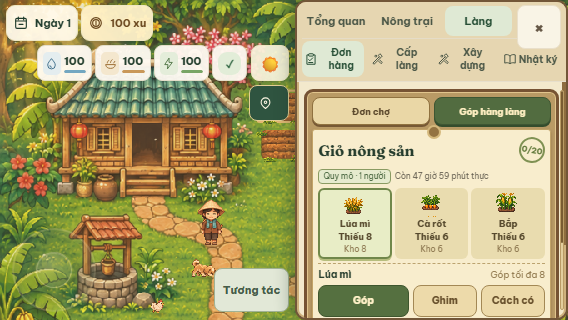 Ngày 1
100 xu
100
100
100
Tổng quan
Nông trại
Làng
×
Đơn hàng
Cấp làng
Xây dựng
Nhật ký
Đơn chợ
Góp hàng làng
Giỏ nông sản
0/20
Quy mô · 1 người
Còn 47 giờ 59 phút thực
Lúa mì
Thiếu 8
Kho 8
Cà rốt
Thiếu 6
Kho 6
Bắp
Thiếu 6
Kho 6
Lúa mì
Góp tối đa 8
Góp
Ghim
Cách có
Tương tác